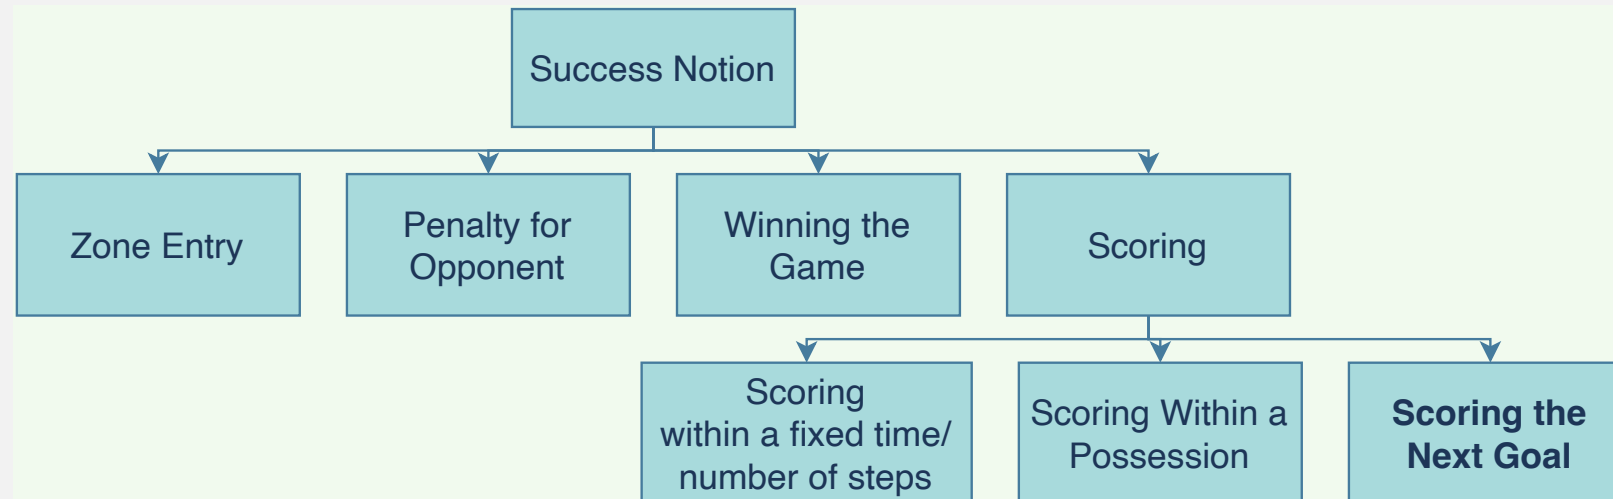 Success Notion
Zone Entry
Penalty for
Opponent
Winning the
Game
Scoring
Scoring
within a fixed time/
number of steps
Scoring Within a
Possession
Scoring the
Next Goal